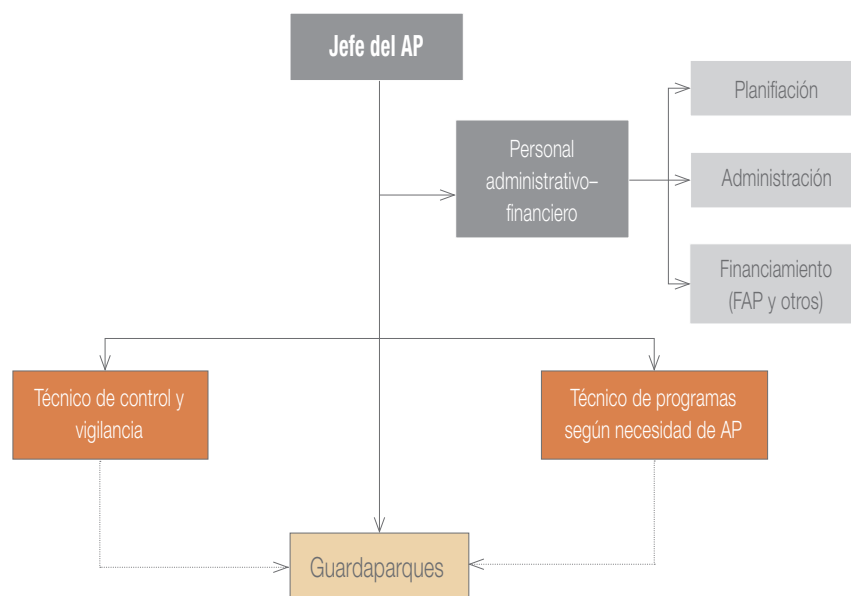 Jefe del AP
Planifiación
Personal
administrativo–
financiero
Administración
Financiamiento
(FAP y otros)
Técnico de control y
vigilancia
Técnico de programas
según necesidad de AP
Guardaparques